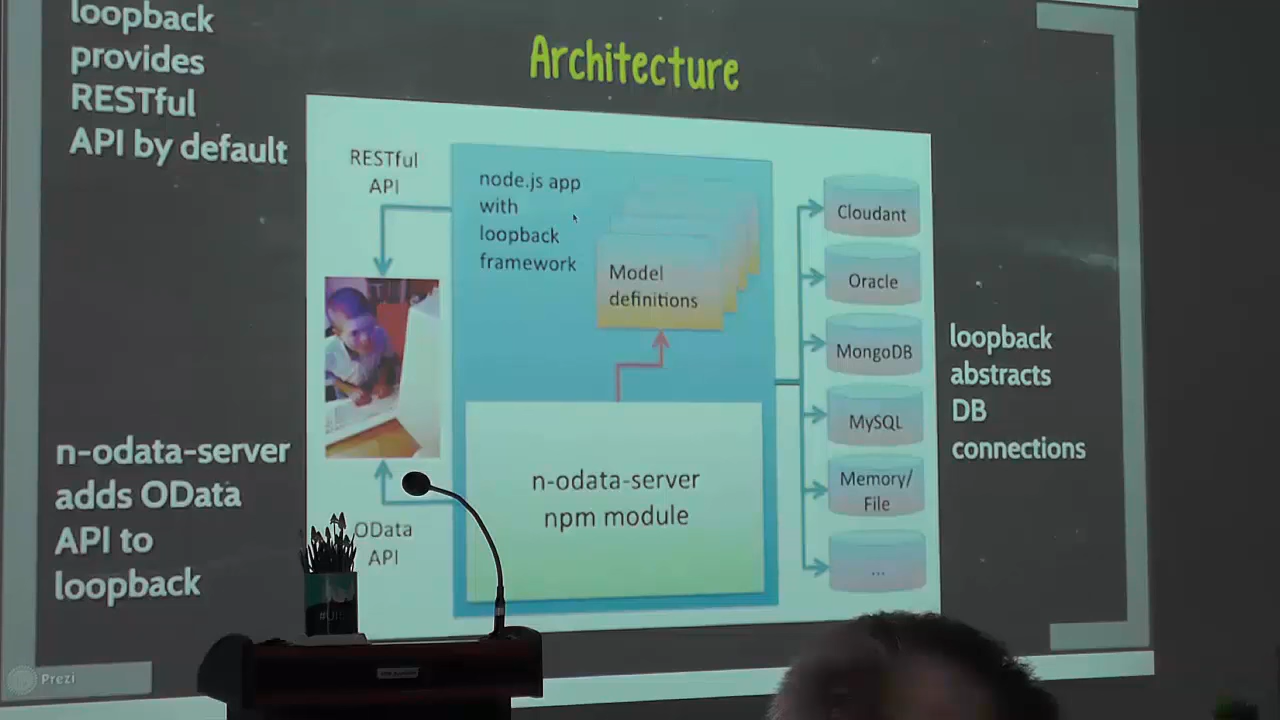 loopback
provides
RESTful
API by default
Architecture
RESTful
API
node.js app
with
loopback
framework
Model
definitions
n-odata-server
npm module
OData
API
Cloudant
Oracle
MongoDB
MySQL
Memory/
File
...
loopback
abstracts
DB
connections
n-odata-server
adds OData
API to
loopback
Prezi